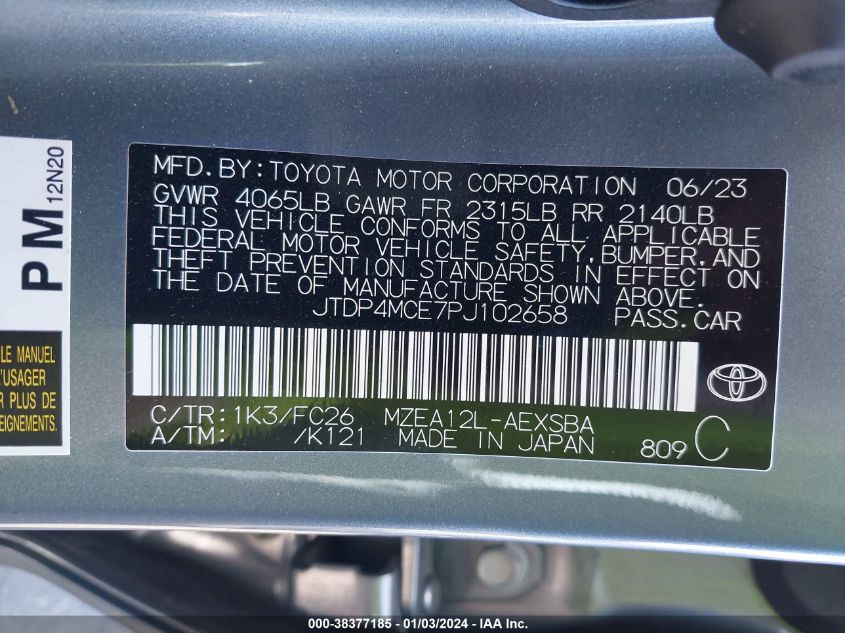 MFD.BY:TOYOTA MOTOR CORPORATION 06/23
GVWR 4065LB GAWR FR 2315LB RR 2140LB
THIS VEHICLE CONFORMS TO ALL APPLICABLE
FEDERAL MOTOR VEHICLE SAFETY,BUMPER,AND
THEFT PREVENTION STANDARDS IN EFFECT ON
THE DATE OF MANUFACTURE SHOWN ABOVE.
JTDP4MCE7PJ102658 PASS.CAR
C/TR:1K3/FC26 MZEA12L-AEXSBA
A/TM: /K121 MADE IN JAPAN 809 C
PM 12N20
LE MANUEL
L'USAGER
R PLUS DE
EIGNEMENTS.
000-38377185 - 01/03/2024 - IAA Inc.